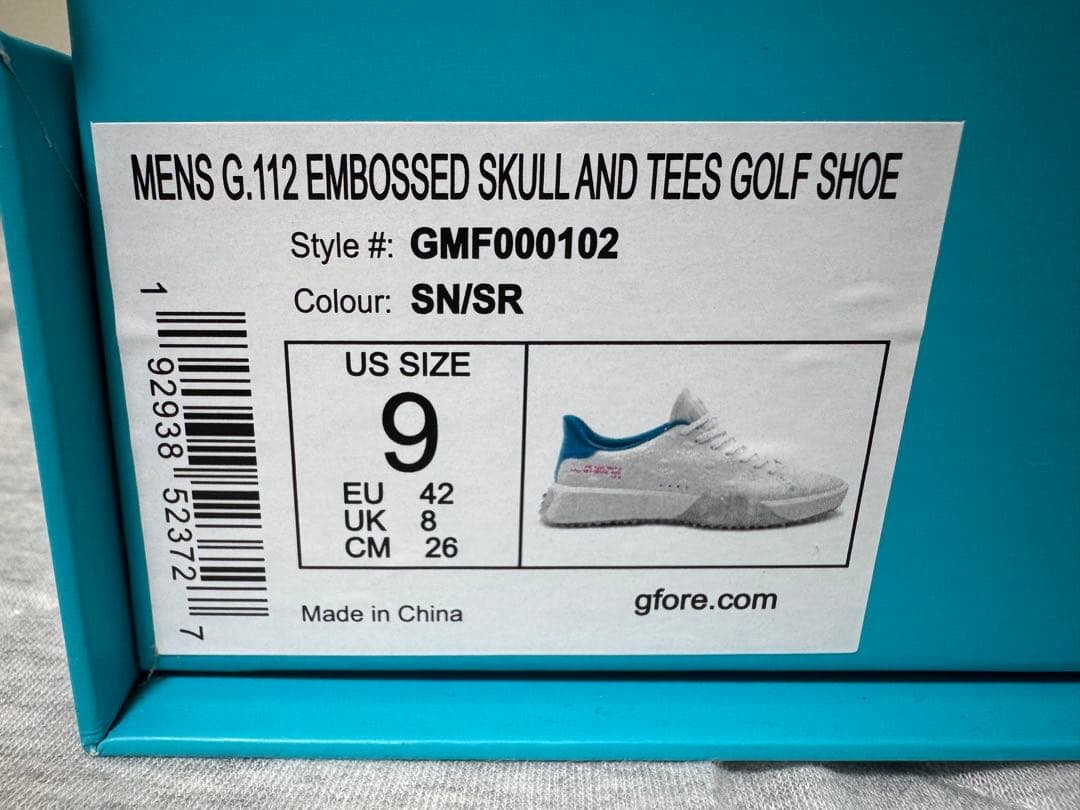 MENS G.112 EMBOSSED SKULL AND TEES GOLF SHOE
Style #: GMF000102
Colour: SN/SR
1 92938 52372 7
US SIZE
9
EU 42
UK 8
CM 26
Made in China
gfore.com